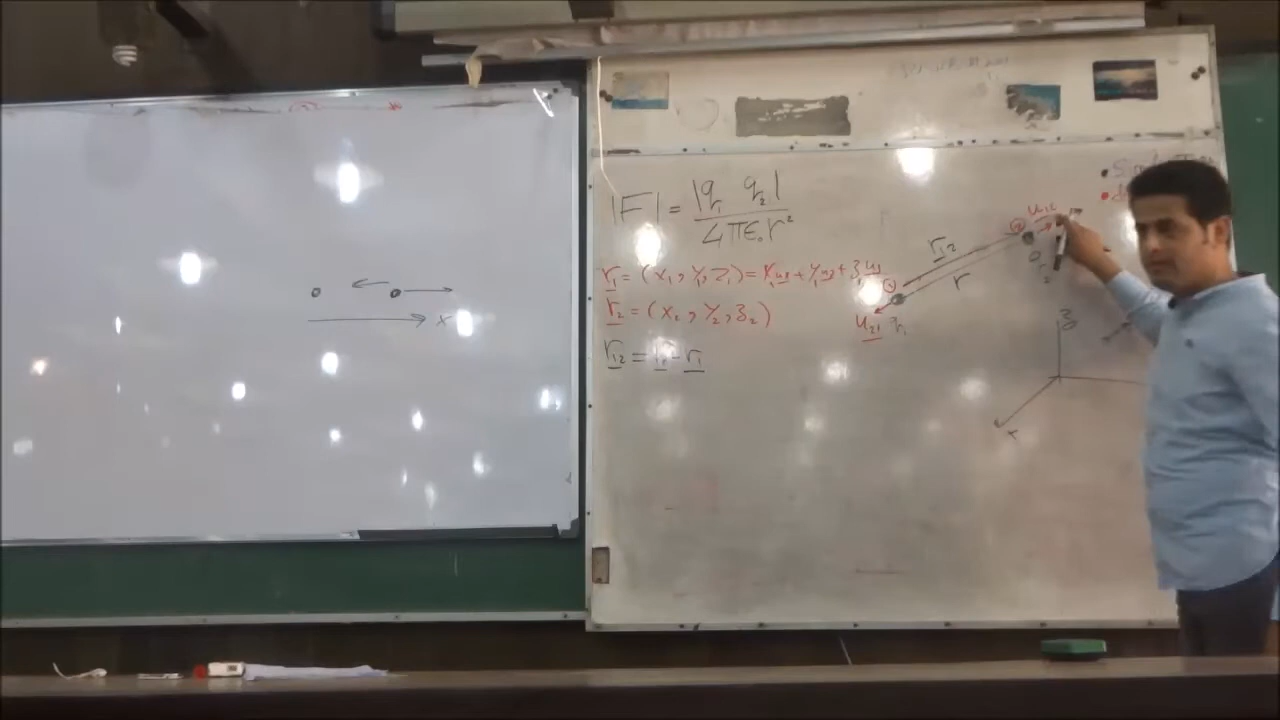 x
|F| = |q₁ q₂| / 4πε₀r²
r₁ = (x₁, y₁, z₁) =
r₂ = (x₂, y₂, z₂)
r₁₂ = r₂ - r₁
u₁₂
r₁₂
r
q₂
u₂₁ q₁
z
x